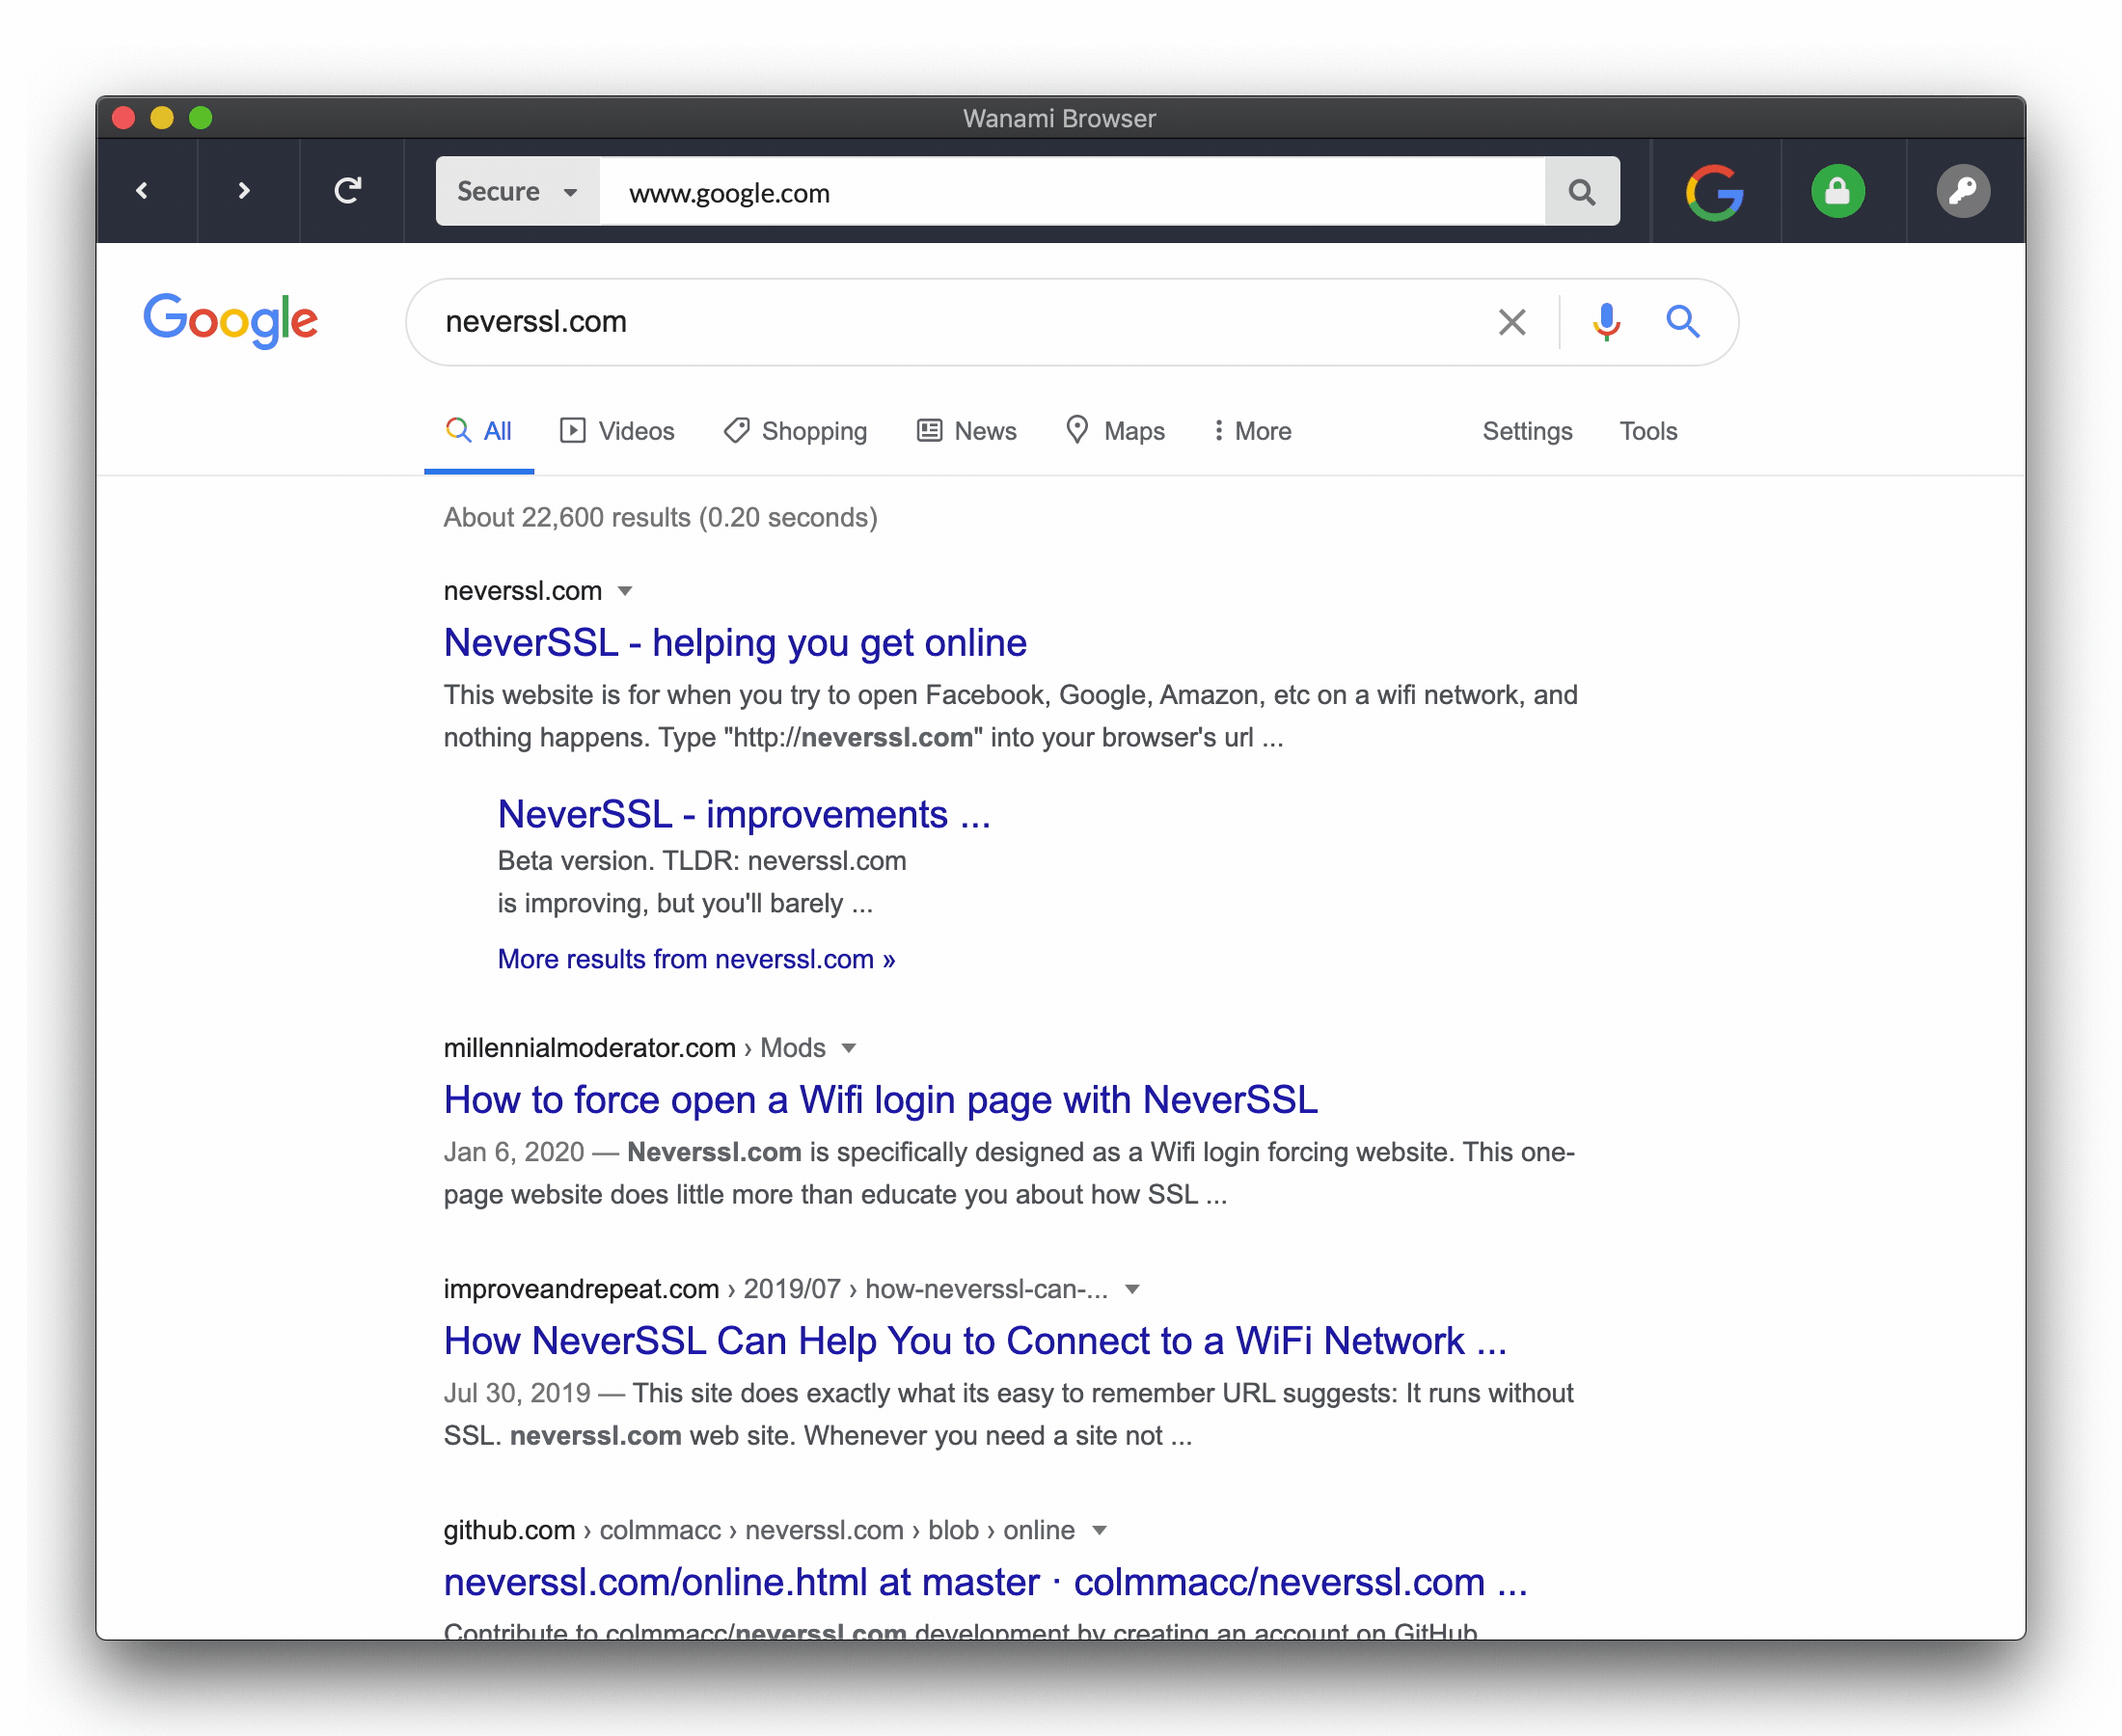 Wanami Browser
Secure www.google.com
Google neverssl.com
All Videos Shopping News Maps More Settings Tools
About 22,600 results (0.20 seconds)
neverssl.com
NeverSSL - helping you get online
This website is for when you try to open Facebook, Google, Amazon, etc on a wifi network, and
nothing happens. Type "http://neverssl.com" into your browser's url ...
NeverSSL - improvements ...
Beta version. TLDR: neverssl.com
is improving, but you'll barely ...
More results from neverssl.com »
millennialmoderator.com › Mods
How to force open a Wifi login page with NeverSSL
Jan 6, 2020 — Neverssl.com is specifically designed as a Wifi login forcing website. This one-
page website does little more than educate you about how SSL ...
improveandrepeat.com › 2019/07 › how-neverssl-can-...
How NeverSSL Can Help You to Connect to a WiFi Network ...
Jul 30, 2019 — This site does exactly what its easy to remember URL suggests: It runs without
SSL. neverssl.com web site. Whenever you need a site not ...
github.com › colmmacc › neverssl.com › blob › online
neverssl.com/online.html at master · colmmacc/neverssl.com ...
Contribute to colmmacc/neverssl.com development by creating an account on GitHub